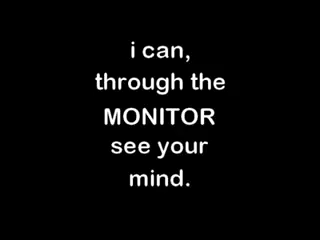 i can,
through the
MONITOR
see your
mind.